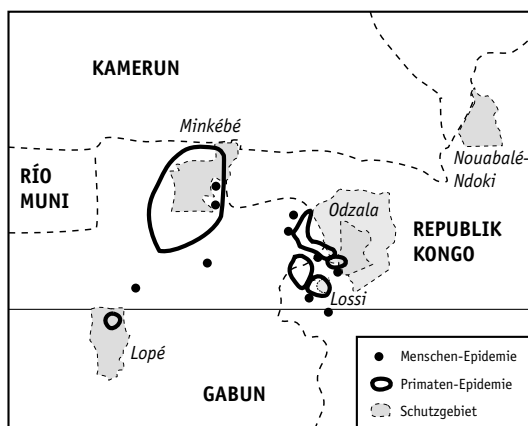 KAMERUN
Minkébé
Nouabalé-
Ndoki
RÍO
MUNI
Odzala
REPUBLIK
KONGO
Lossi
Lopé
GABUN
Menschen-Epidemie
Primaten-Epidemie
Schutzgebiet